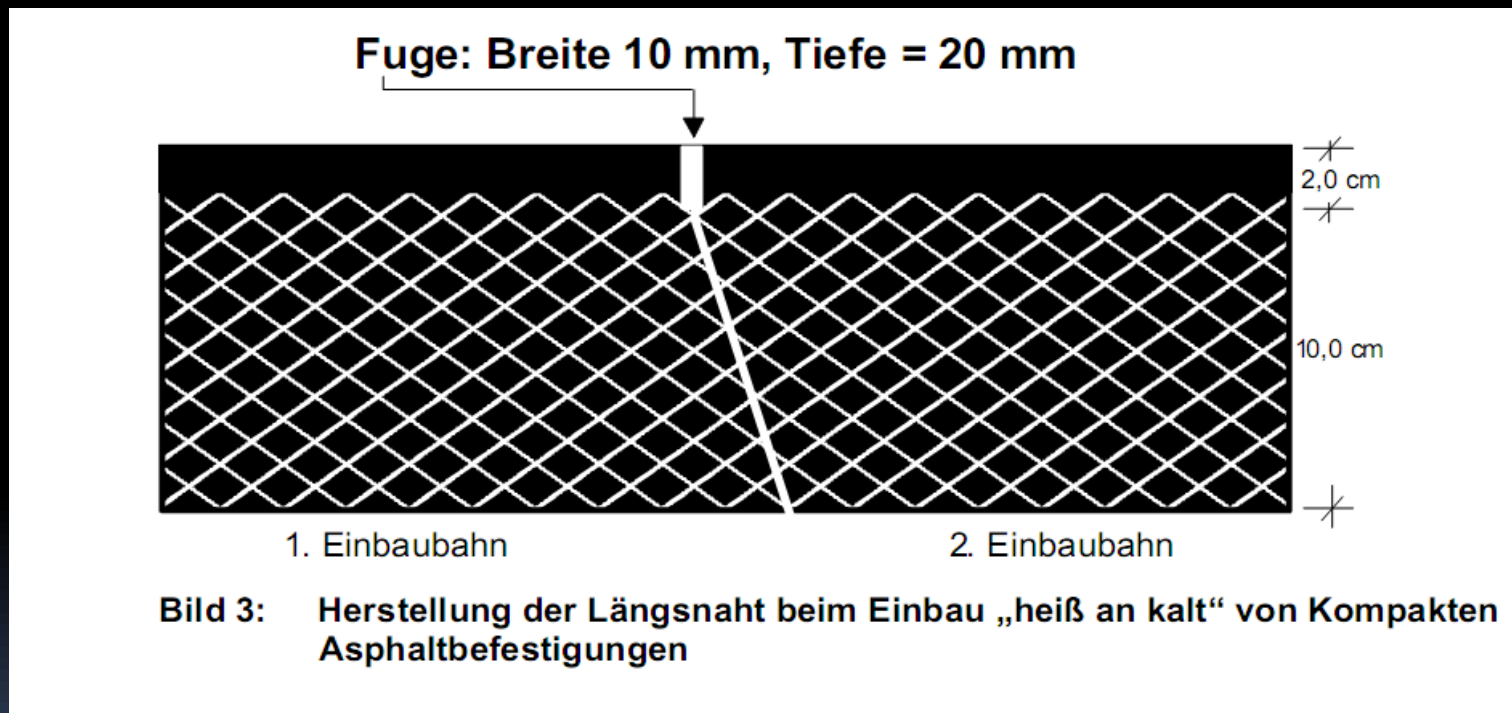 Fuge: Breite 10 mm, Tiefe = 20 mm
2,0 cm
10,0 cm
1. Einbaubahn
2. Einbaubahn
Bild 3: Herstellung der Längsnaht beim Einbau „heiß an kalt“ von Kompakten
Asphaltbefestigungen